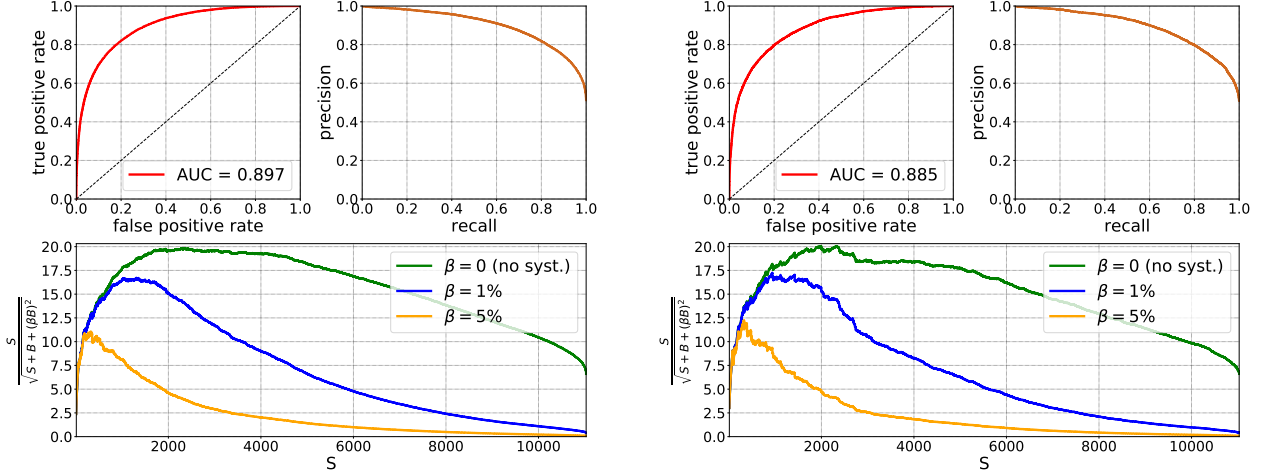 1.0
0.8
0.6
0.4
0.2
0.0
true positive rate
AUC = 0.897
0.0 0.2 0.4 0.6 0.8 1.0
false positive rate
1.0
0.8
0.6
0.4
0.2
0.0
precision
0.0 0.2 0.4 0.6 0.8 1.0
recall
20.0
17.5
15.0
12.5
10.0
7.5
5.0
2.5
0.0
S
√S + B + (βB)²
β = 0 (no syst.)
β = 1%
β = 5%
2000 4000 6000 8000 10000
S
1.0
0.8
0.6
0.4
0.2
0.0
true positive rate
AUC = 0.885
0.0 0.2 0.4 0.6 0.8 1.0
false positive rate
1.0
0.8
0.6
0.4
0.2
0.0
precision
0.0 0.2 0.4 0.6 0.8 1.0
recall
20.0
17.5
15.0
12.5
10.0
7.5
5.0
2.5
0.0
S
√S + B + (βB)²
β = 0 (no syst.)
β = 1%
β = 5%
2000 4000 6000 8000 10000
S